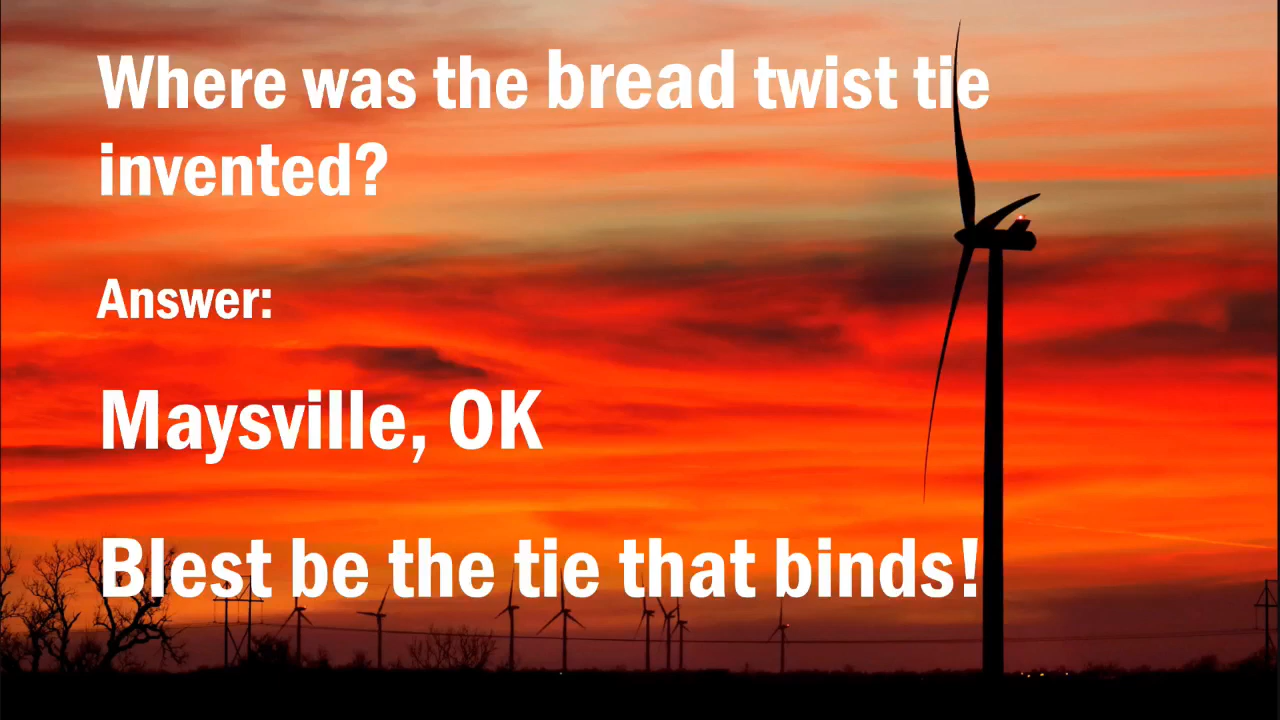 Where was the bread twist tie
invented?
Answer:
Maysville, OK
Blest be the tie that binds!